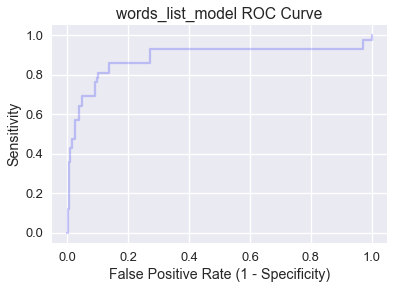 words_list_model ROC Curve
1.0
0.8
0.6
0.4
0.2
0.0
Sensitivity
0.0 0.2 0.4 0.6 0.8 1.0
False Positive Rate (1 - Specificity)